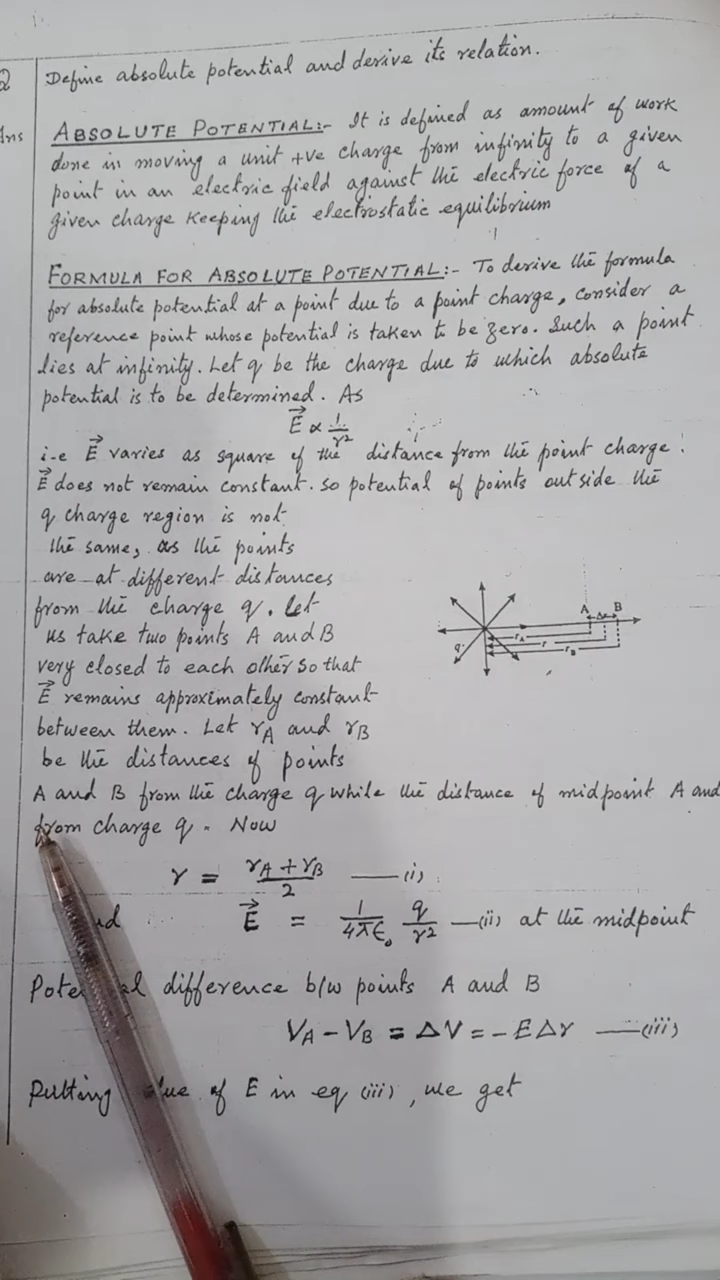 Q Define absolute potential and derive its relation.
Ans ABSOLUTE POTENTIAL:- It is defined as amount of work
done in moving a unit +ve charge from infinity to a given
point in an electric field against the electric force of a
given charge keeping the electrostatic equilibrium
FORMULA FOR ABSOLUTE POTENTIAL:- To derive the formula
for absolute potential at a point due to a point charge, consider a
reference point whose potential is taken to be zero. Such a point
lies at infinity. Let q be the charge due to which absolute
potential is to be determined. As
E⃗ ∝ 1/r²
i-e E⃗ varies as square of the distance from the point charge.
E⃗ does not remain constant. so potential of points outside the
q charge region is not
the same, as the points
are at different distances
from the charge q. Let
us take two points A and B
very closed to each other so that
E⃗ remains approximately constant
between them. Let rA and rB
be the distances of points
A B
Δr
rA
r
rB
q
A and B from the charge q while the distance of midpoint A and
from charge q. Now
r = (rA + rB)/2 —(i)
E⃗ = 1/4πε₀ q/r² —(ii) at the midpoint
difference b/w points A and B
VA - VB = ΔV = -EΔr —(iii)
Putting of E in eq (iii), we get